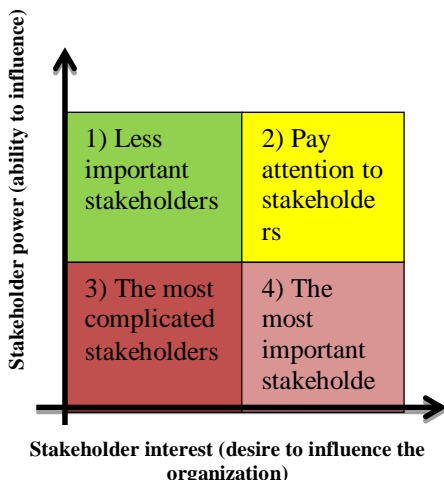 Stakeholder power (ability to influence)
1) Less
important
stakeholders
2) Pay
attention to
stakeholde
rs
3) The most
complicated
stakeholders
4) The
most
important
stakeholde
Stakeholder interest (desire to influence the
organization)